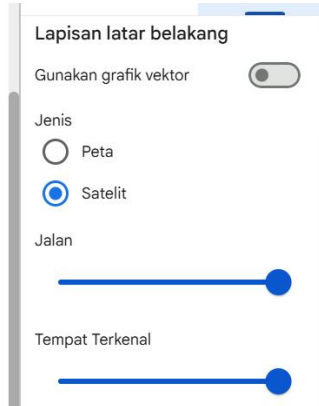 Lapisan latar belakang
Gunakan grafik vektor
Jenis
Peta
Satelit
Jalan
Tempat Terkenal